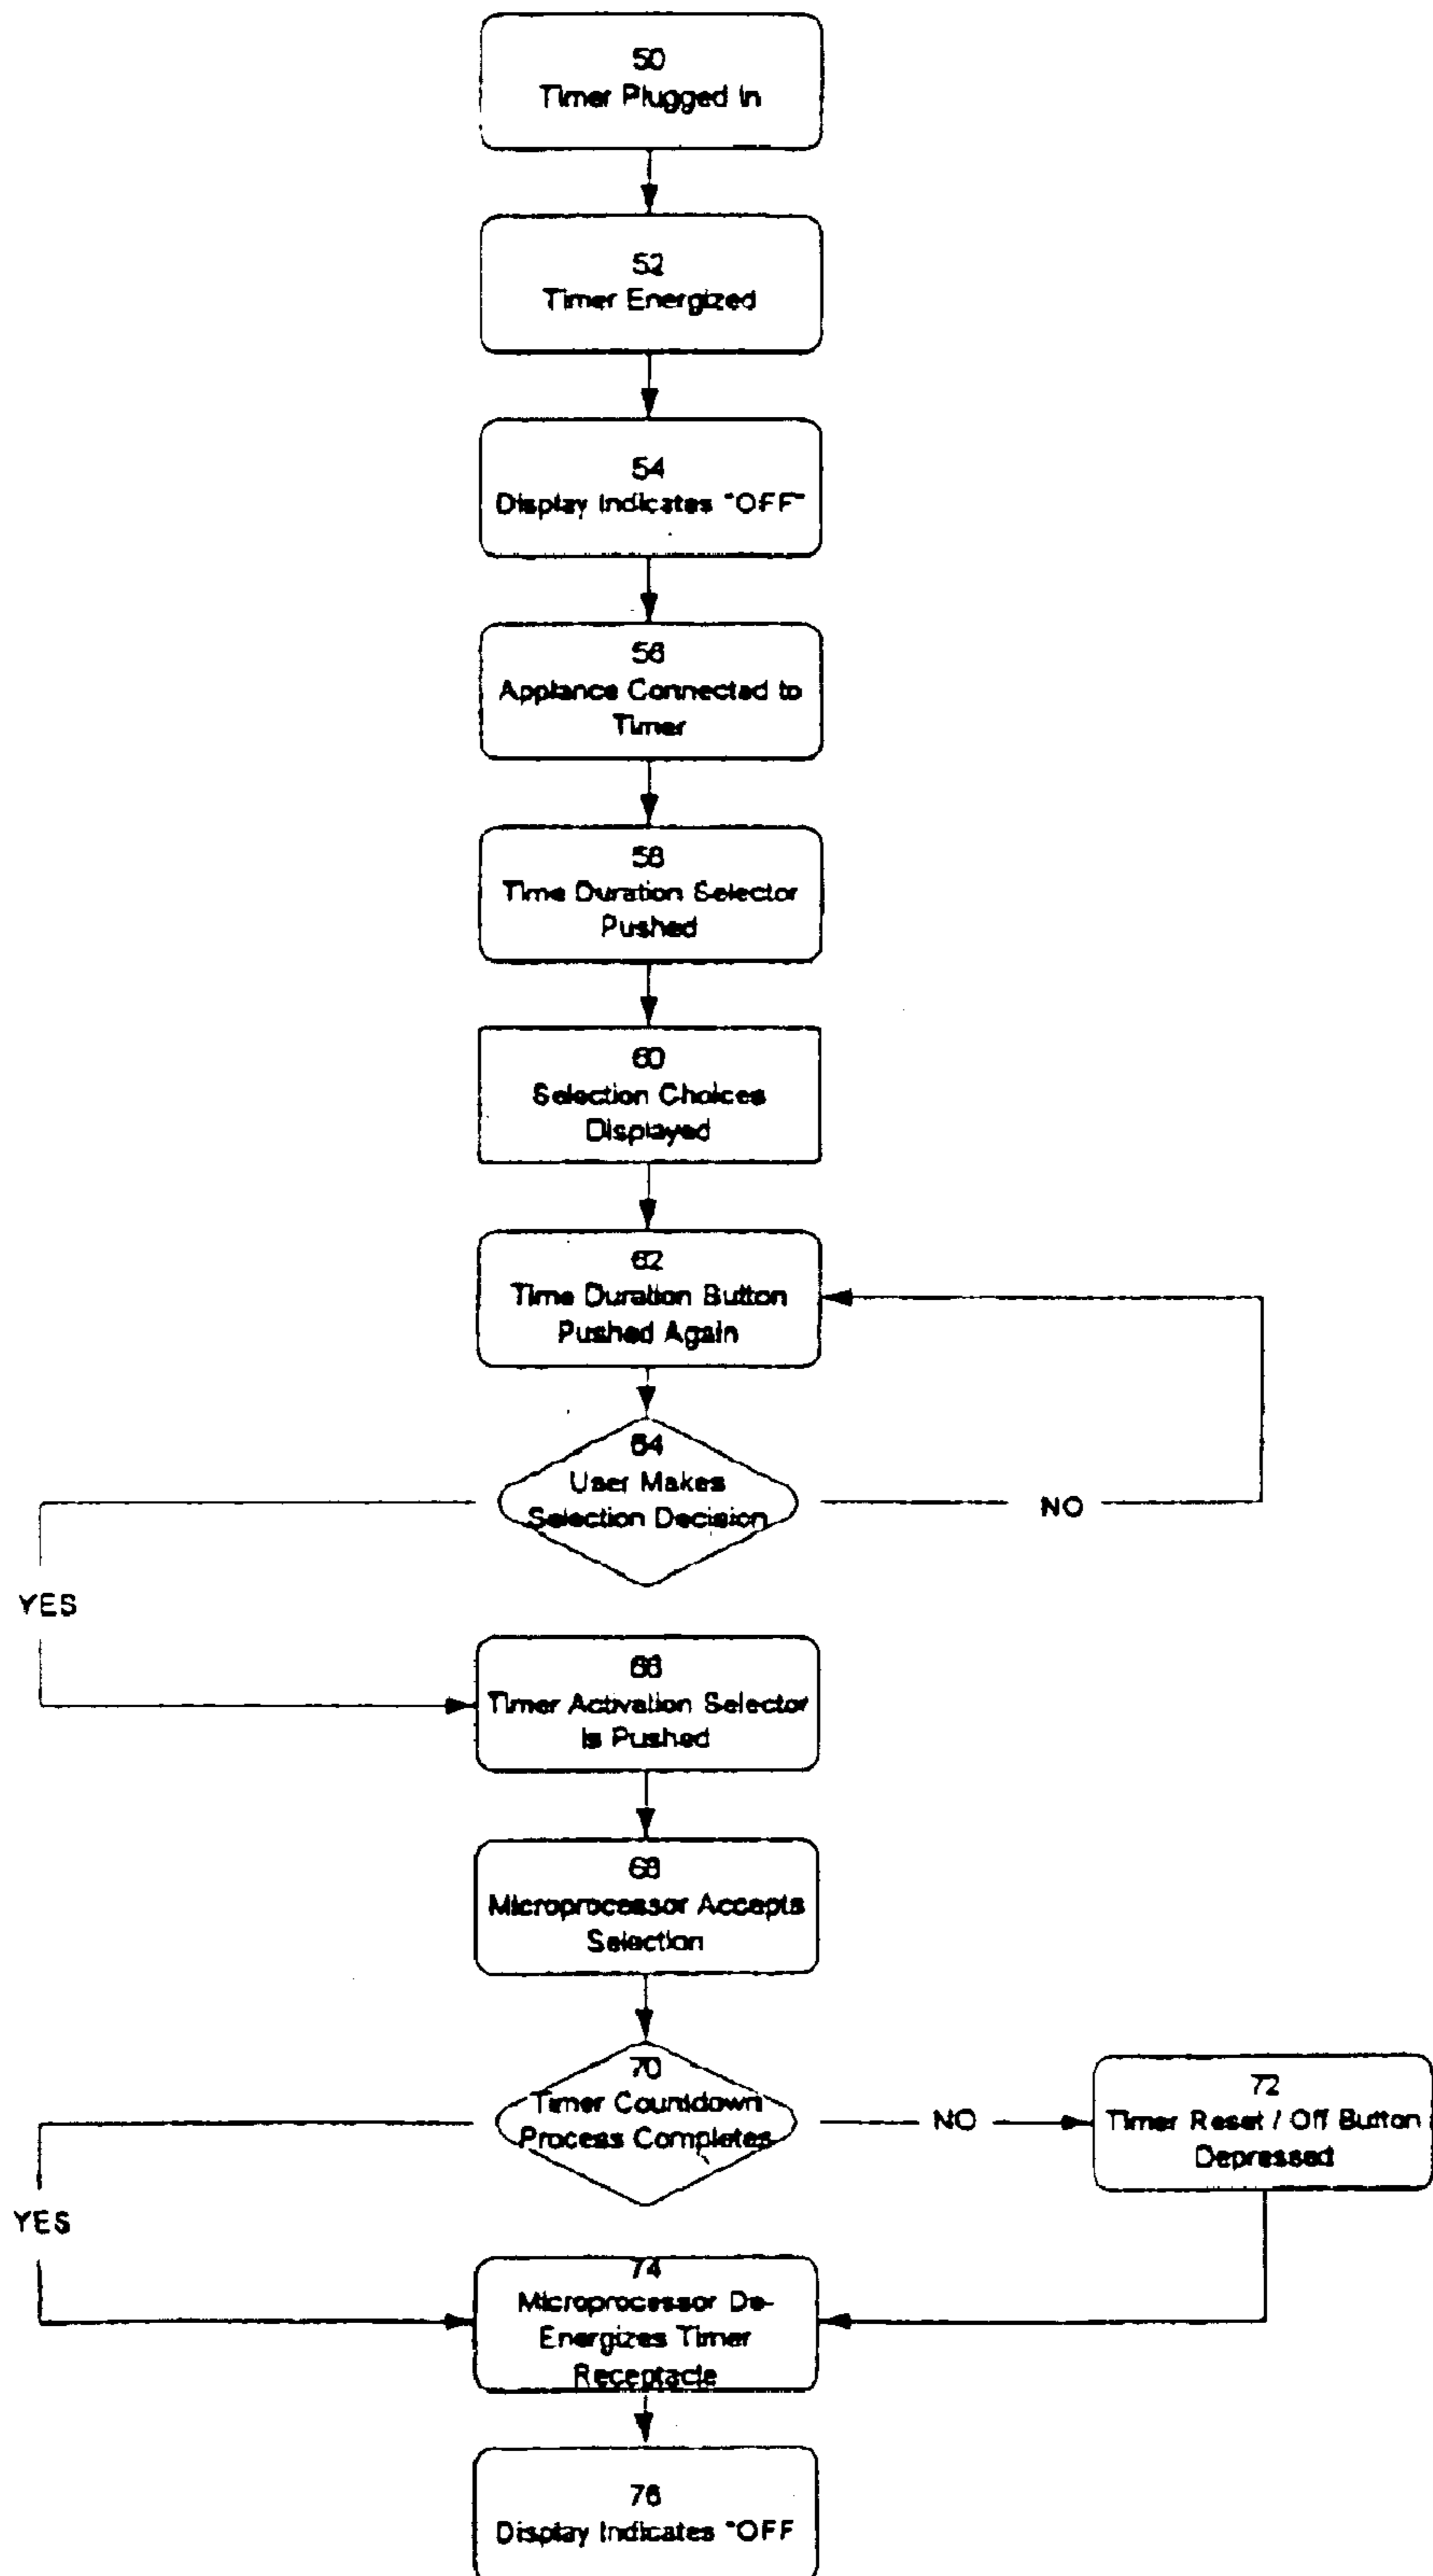 50
Timer Plugged In
52
Timer Energized
54
Display Indicates "OFF"
56
Appliance Connected to
Timer
58
Time Duration Selector
Pushed
60
Selection Choices
Displayed
62
Time Duration Button
Pushed Again
64
User Makes
Selection Decision
NO
YES
66
Timer Activation Selector
Is Pushed
68
Microprocessor Accepts
Selection
70
Timer Countdown
Process Completes
NO
72
Timer Reset / Off Button
Depressed
YES
74
Microprocessor De-
Energizes Timer
Receptacle
76
Display Indicates "OFF